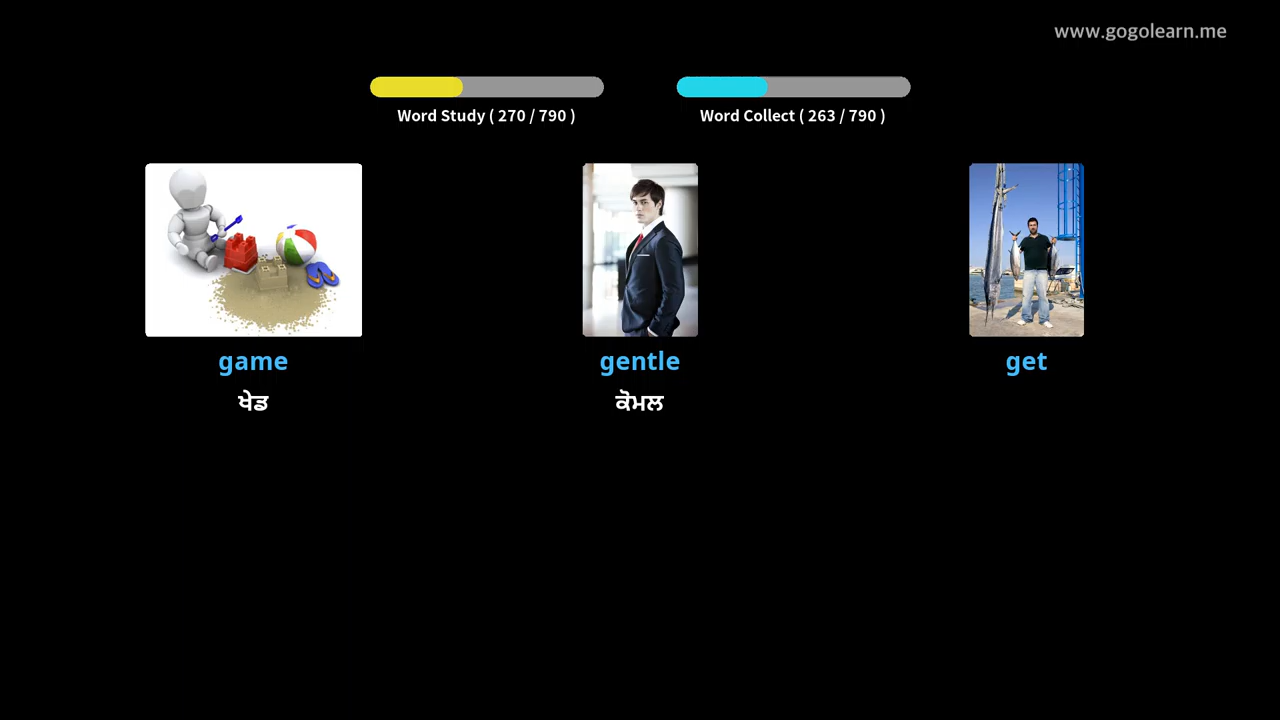 www.gogolearn.me
Word Study ( 270 / 790 )
Word Collect ( 263 / 790 )
game
gentle
get
ਖੇਡ
ਕੋਮਲ